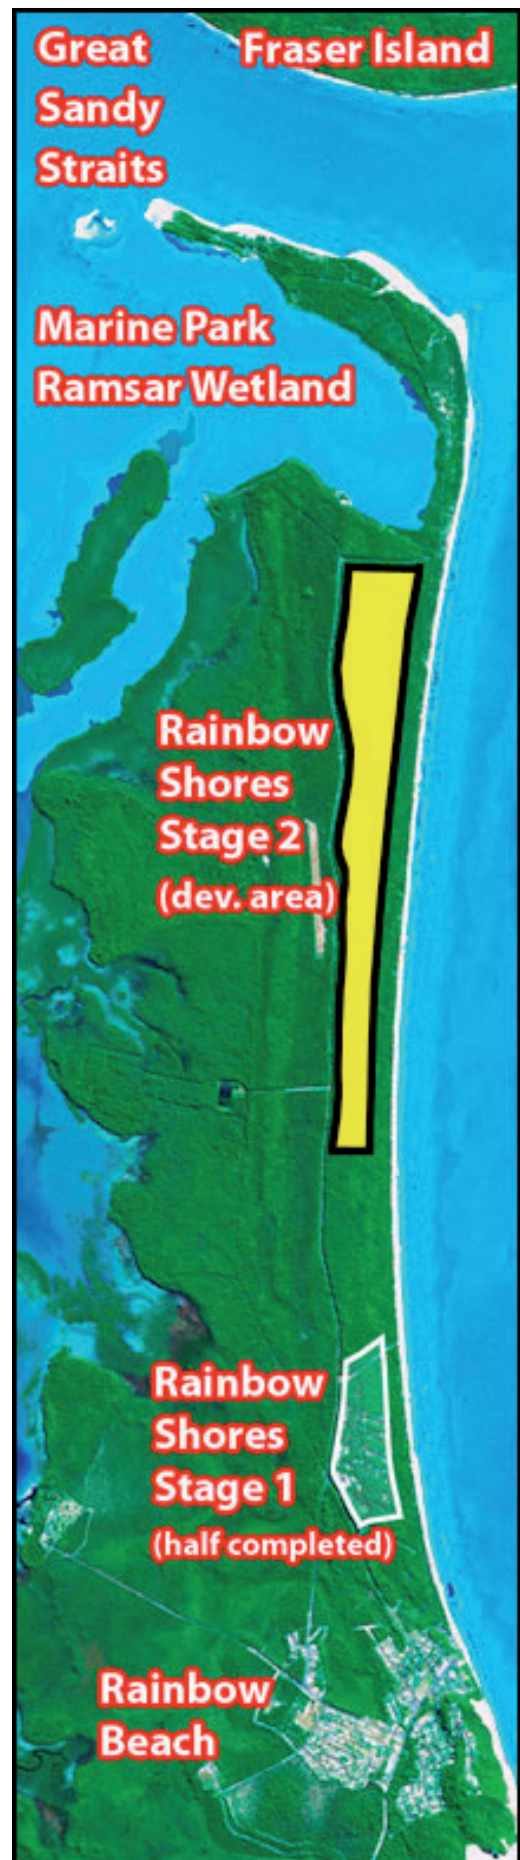 Great
Sandy
Straits
Fraser Island
Marine Park
Ramsar Wetland
Rainbow
Shores
Stage 2
(dev. area)
Rainbow
Shores
Stage 1
(half completed)
Rainbow
Beach